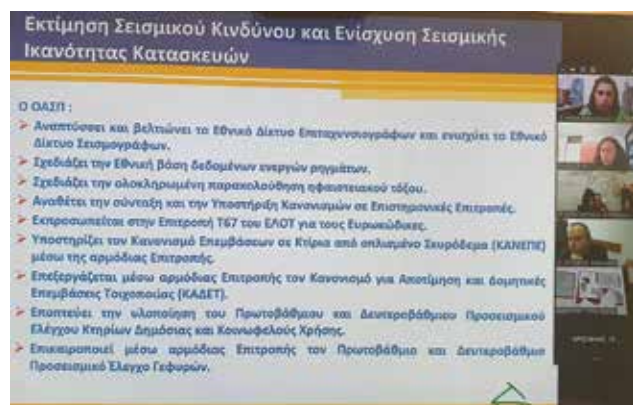 Εκτίμηση Σεισμικού Κινδύνου και Ενίσχυση Σεισμικής
Ικανότητας Κατασκευών
Ο ΟΑΣΠ :
➢ Αναπτύσσει και βελτιώνει το Εθνικό Δίκτυο Επιταχυνσιογράφων και ενισχύει το Εθνικό
Δίκτυο Σεισμογράφων.
➢ Σχεδιάζει την Εθνική βάση δεδομένων ενεργών ρηγμάτων.
➢ Σχεδιάζει την ολοκληρωμένη παρακολούθηση ηφαιστειακού τόξου.
➢ Αναθέτει την σύνταξη και την Υποστήριξη Κανονισμών σε Επιστημονικές Επιτροπές.
➢ Εκπροσωπείται στην Επιτροπή Τ67 του ΕΛΟΤ για τους Ευρωκώδικες.
➢ Υποστηρίζει τον Κανονισμό Επεμβάσεων σε Κτίρια από οπλισμένο Σκυρόδεμα (ΚΑΝΕΠΕ)
μέσω της αρμόδιας Επιτροπής.
➢ Επεξεργάζεται μέσω αρμόδιας Επιτροπής τον Κανονισμό για Αποτίμηση και Δομητικές
Επεμβάσεις Τοιχοποιίας (ΚΑΔΕΤ).
➢ Εποπτεύει την υλοποίηση του Πρωτοβάθμιου και Δευτεροβάθμιου Προσεισμικού
Ελέγχου Κτηρίων Δημόσιας και Κοινωφελούς Χρήσης.
➢ Επικαιροποιεί μέσω αρμόδιας Επιτροπής τον Πρωτοβάθμιο και Δευτεροβάθμιο
Προσεισμικό Έλεγχο Γεφυρών.